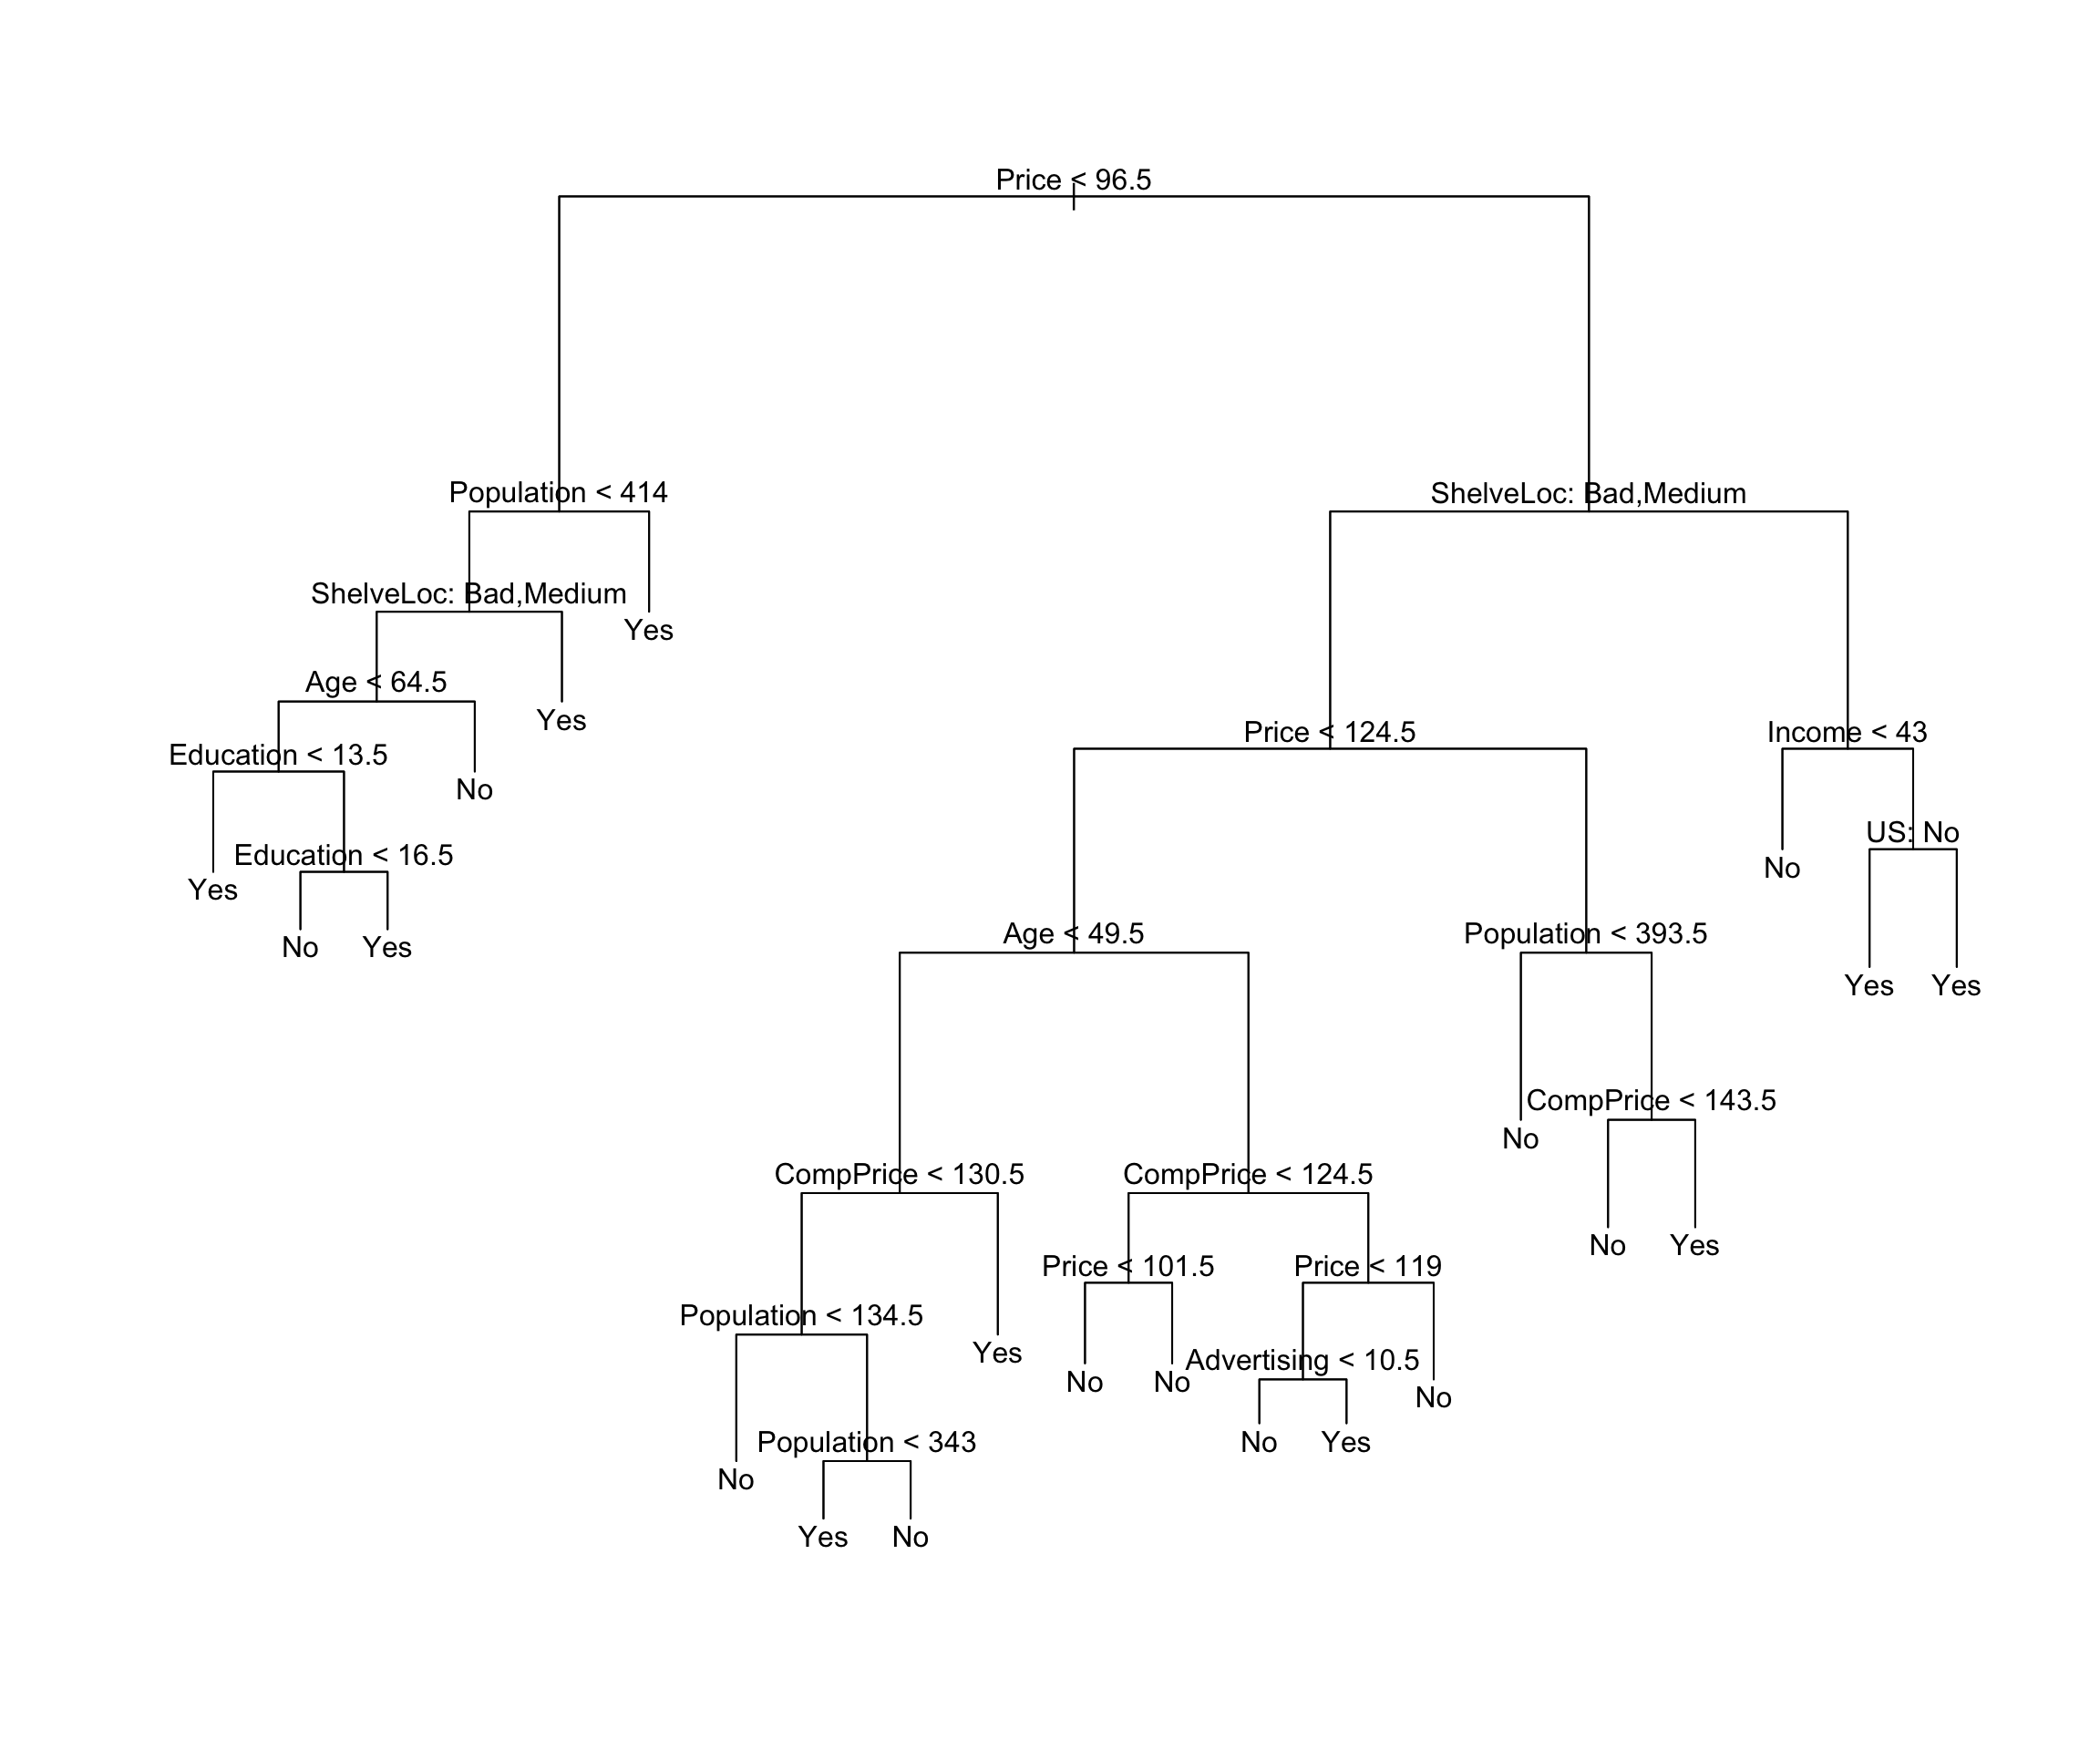 Price < 96.5
Population < 414
ShelveLoc: Bad,Medium
ShelveLoc: Bad,Medium
Yes
Age < 64.5
Yes
Price < 124.5
Income < 43
Education < 13.5
No
US: No
Education < 16.5
No
Yes
No
Yes
Age < 49.5
Population < 393.5
Yes
Yes
CompPrice < 143.5
No
CompPrice < 130.5
CompPrice < 124.5
No
Yes
Price < 101.5
Price < 119
Population < 134.5
Yes
Advertising < 10.5
No
No
No
Population < 343
No
Yes
No
Yes
No